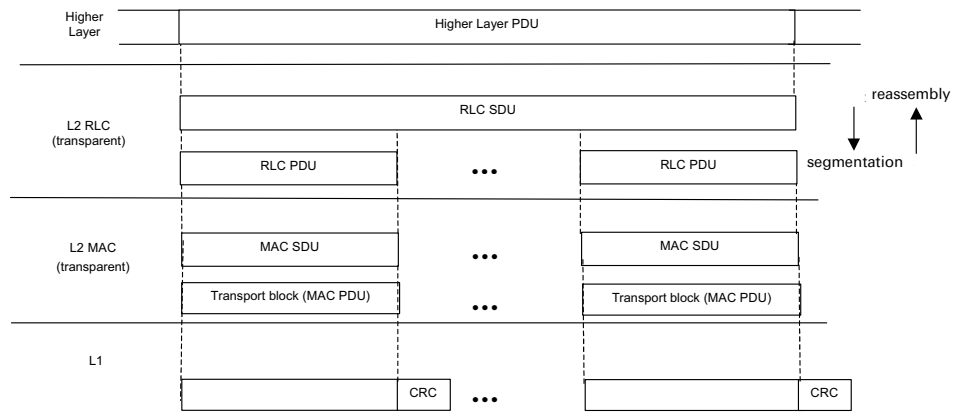 Higher
Layer
Higher Layer PDU
RLC SDU
reassembly
L2 RLC
(transparent)
RLC PDU
•••
RLC PDU
segmentation
L2 MAC
(transparent)
MAC SDU
•••
MAC SDU
Transport block (MAC PDU)
•••
Transport block (MAC PDU)
L1
CRC
•••
CRC